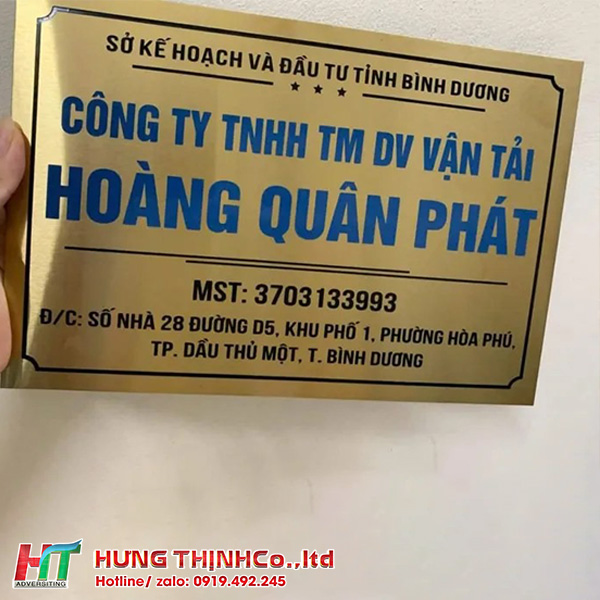 SỞ KẾ HOẠCH VÀ ĐẦU TƯ TỈNH BÌNH DƯƠNG
CÔNG TY TNHH TM DV VẬN TẢI
HOÀNG QUÂN PHÁT
MST: 3703133993
Đ/C: SỐ NHÀ 28 ĐƯỜNG D5, KHU PHỐ 1, PHƯỜNG HÒA PHÚ,
TP. DẦU THỦ MỘT, T. BÌNH DƯƠNG
HT
ADVERSITING
HƯNG THỊNHCo.,ltd
Hotline/ zalo: 0919.492.245